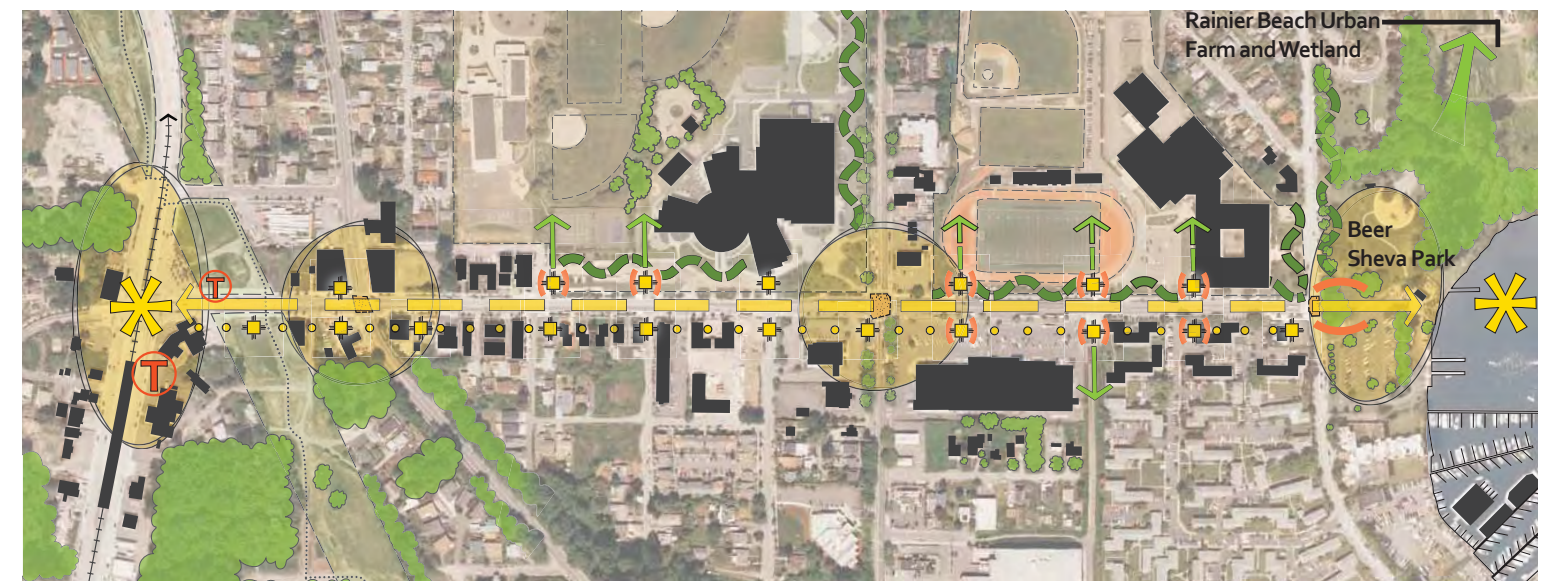 Rainier Beach Urban
Farm and Wetland
Beer
Sheva Park
T
T